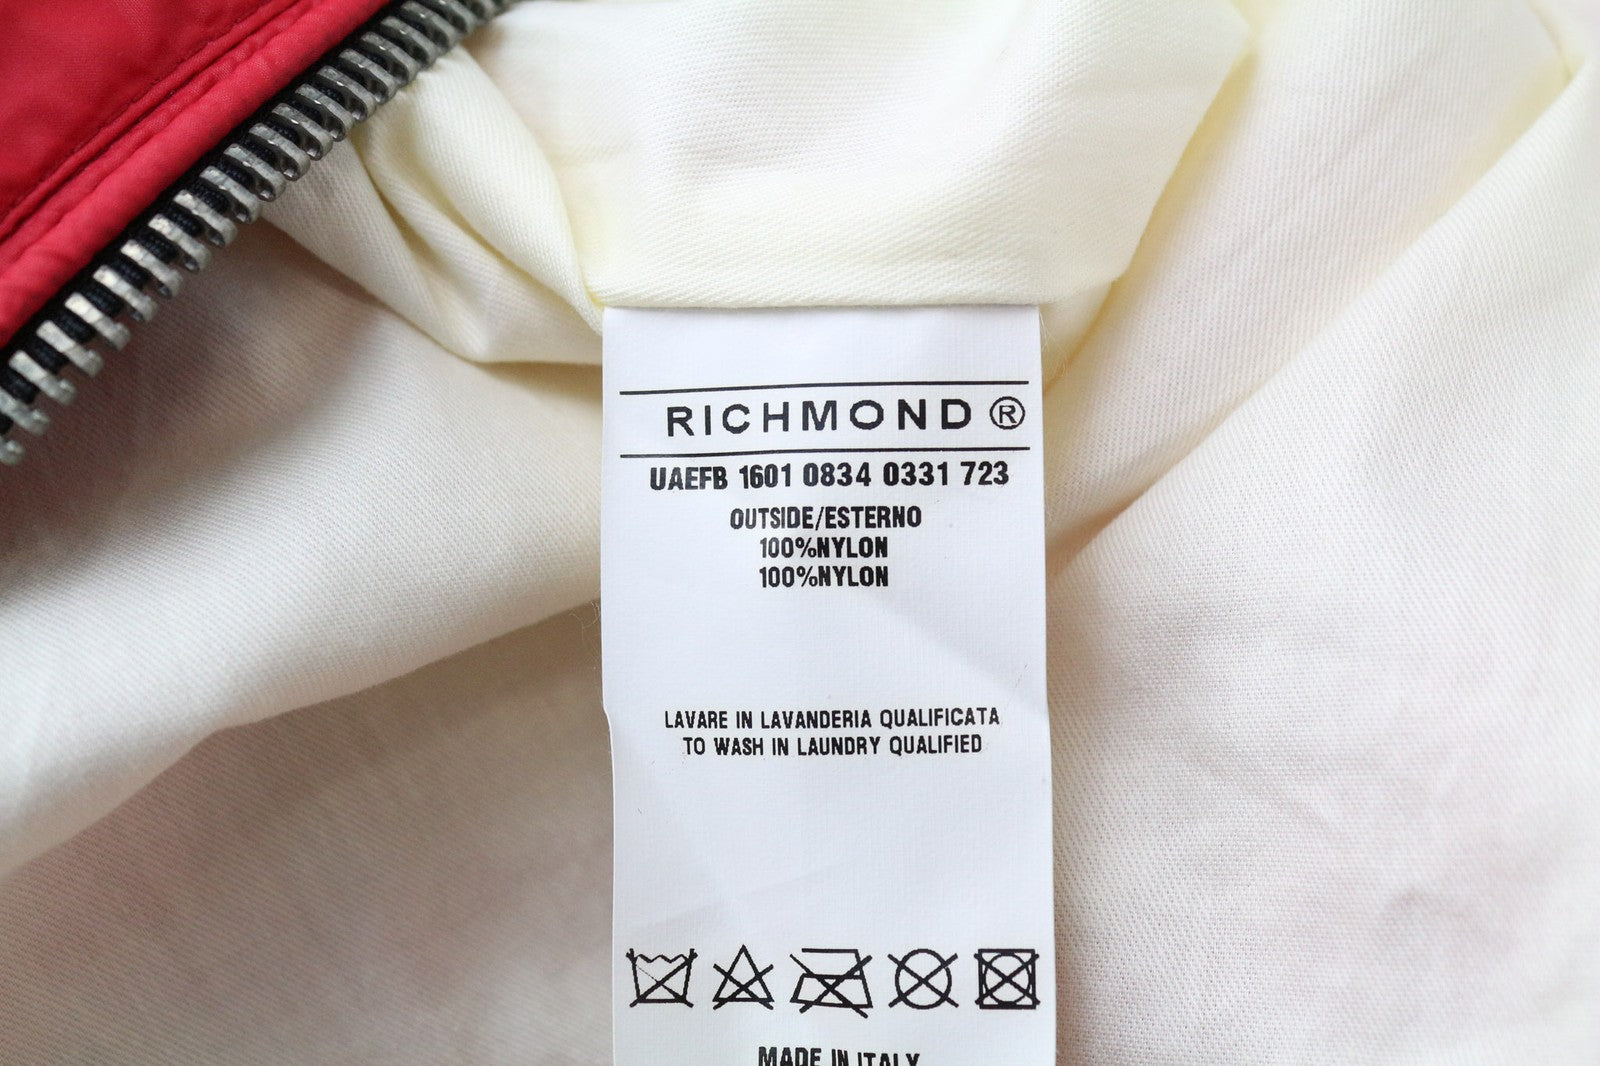 RICHMOND ®
UAEFB 1601 0834 0331 723
OUTSIDE/ESTERNO
100%NYLON
100%NYLON
LAVARE IN LAVANDERIA QUALIFICATA
TO WASH IN LAUNDRY QUALIFIED
MADE IN ITALY